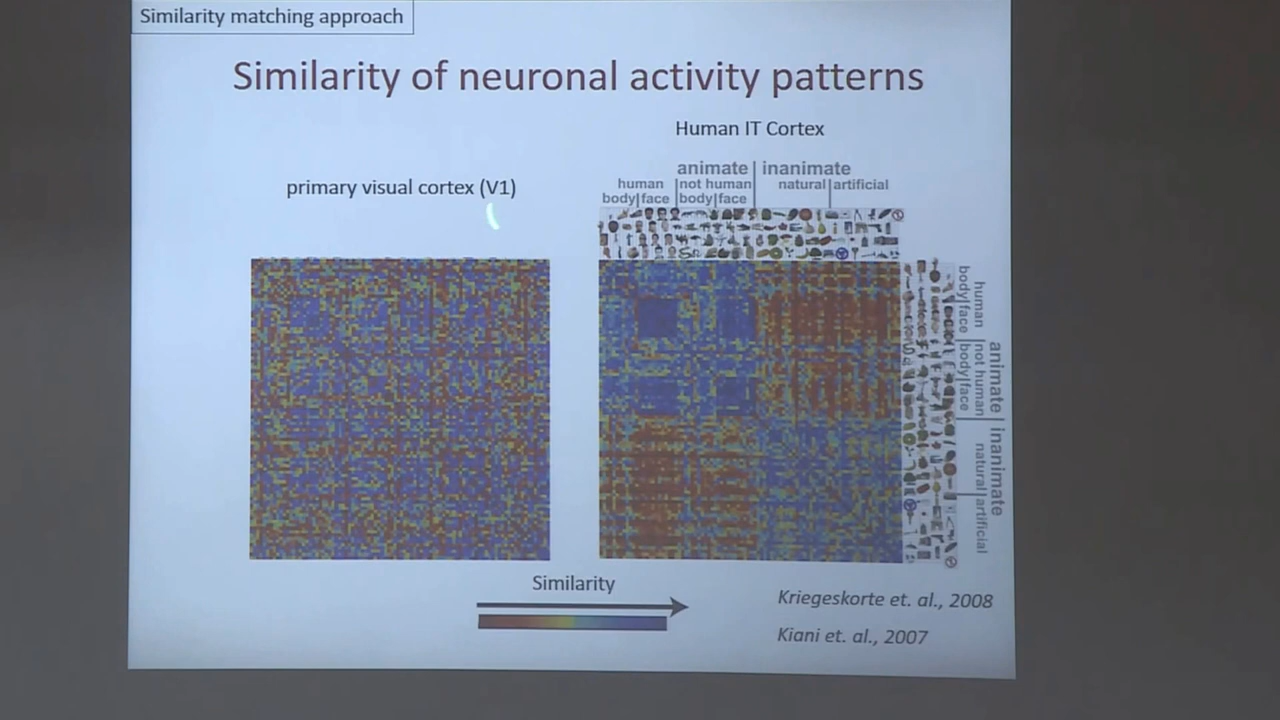 Similarity matching approach
Similarity of neuronal activity patterns
Human IT Cortex
primary visual cortex (V1)
animate | inanimate
human | not human | natural | artificial
body | face | body | face
human
body | face
animate | inanimate
not human
body | face
natural | artificial
Similarity
Kriegeskorte et. al., 2008
Kiani et. al., 2007